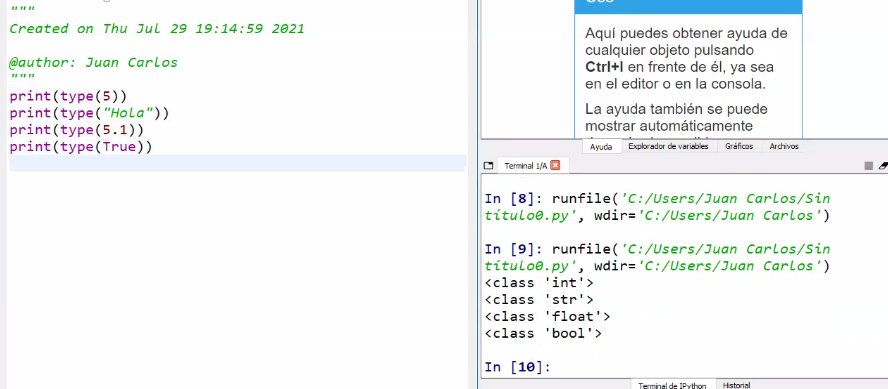 """
Created on Thu Jul 29 19:14:59 2021
@author: Juan Carlos
"""
print(type(5))
print(type("Hola"))
print(type(5.1))
print(type(True))
Aquí puedes obtener ayuda de
cualquier objeto pulsando
Ctrl+I en frente de él, ya sea
en el editor o en la consola.
La ayuda también se puede
mostrar automáticamente
Ayuda Explorador de variables Gráficos Archivos
Terminal 1/A
In [8]: runfile('C:/Users/Juan Carlos/Sin
título0.py', wdir='C:/Users/Juan Carlos')
In [9]: runfile('C:/Users/Juan Carlos/Sin
título0.py', wdir='C:/Users/Juan Carlos')
<class 'int'>
<class 'str'>
<class 'float'>
<class 'bool'>
In [10]:
Terminal de IPython Historial